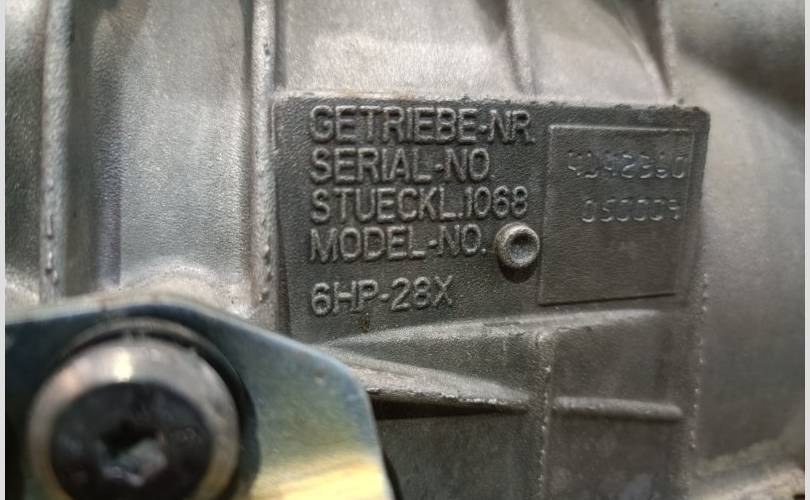 GETRIEBE-NR.
SERIAL-NO.
STUECKL.1068
MODEL-NO.
6HP-28X